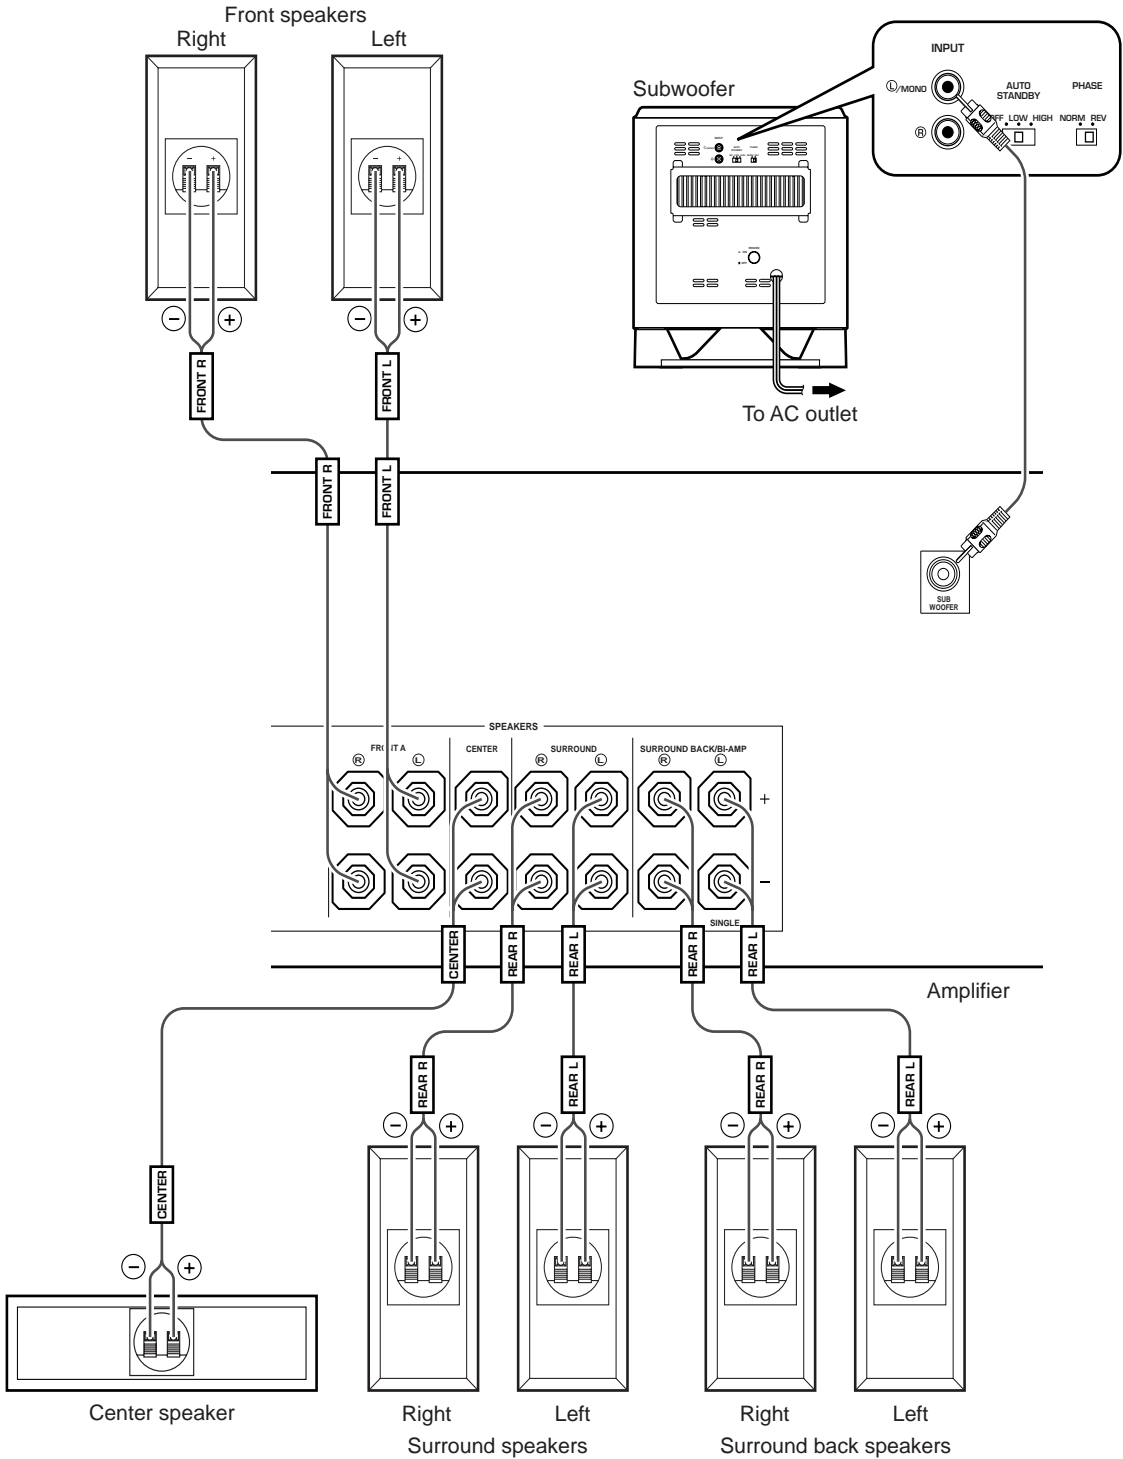 Front speakers
Right
Left
Subwoofer
INPUT
Ⓛ/MONO
Ⓡ
AUTO
STANDBY
LOW HIGH
PHASE
NORM REV
− +
− +
− +
− +
FRONT R
FRONT L
To AC outlet
FRONT R
FRONT L
SUB
WOOFER
SPEAKERS
A
CENTER
SURROUND
SURROUND BACK/BI-AMP
Ⓡ Ⓛ Ⓡ Ⓛ Ⓡ Ⓛ
+
−
SINGLE
CENTER
REAR R
REAR L
REAR R
REAR L
Amplifier
REAR R
REAR L
REAR R
REAR L
− +
− +
− +
− +
CENTER
− +
Center speaker
Right
Left
Right
Left
Surround speakers
Surround back speakers